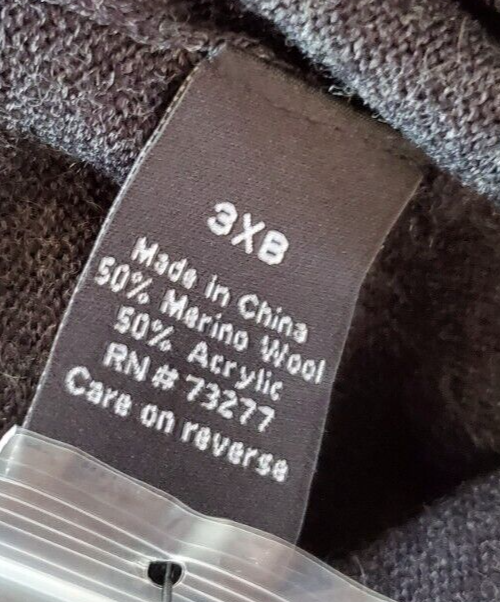 3XB
Made in China
50% Merino Wool
50% Acrylic
RN # 73277
Care on reverse